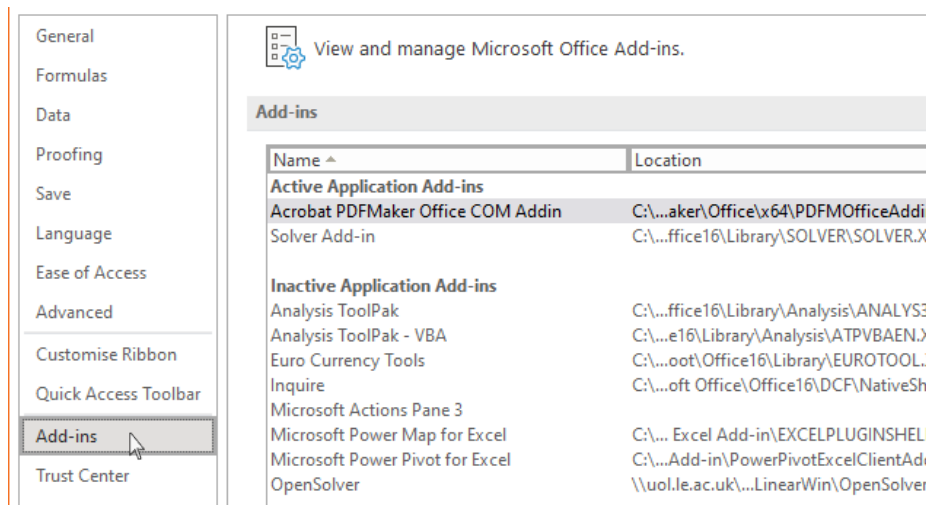 General
Formulas
Data
Proofing
Save
Language
Ease of Access
Advanced
Customise Ribbon
Quick Access Toolbar
Add-ins
Trust Center
View and manage Microsoft Office Add-ins.
Add-ins
Name Location
Active Application Add-ins
Acrobat PDFMaker Office COM Addin C:\...aker\Office\x64\PDFMOfficeAddi
Solver Add-in C:\...ffice16\Library\SOLVER\SOLVER.X
Inactive Application Add-ins
Analysis ToolPak C:\...ffice16\Library\Analysis\ANALYS3
Analysis ToolPak - VBA C:\...e16\Library\Analysis\ATPVBAEN.X
Euro Currency Tools C:\...oot\Office16\Library\EUROTOOL.
Inquire C:\...oft Office\Office16\DCF\NativeSh
Microsoft Actions Pane 3
Microsoft Power Map for Excel C:\... Excel Add-in\EXCELPLUGINSHEL
Microsoft Power Pivot for Excel C:\...Add-in\PowerPivotExcelClientAd
OpenSolver \\uol.le.ac.uk\...LinearWin\OpenSolver